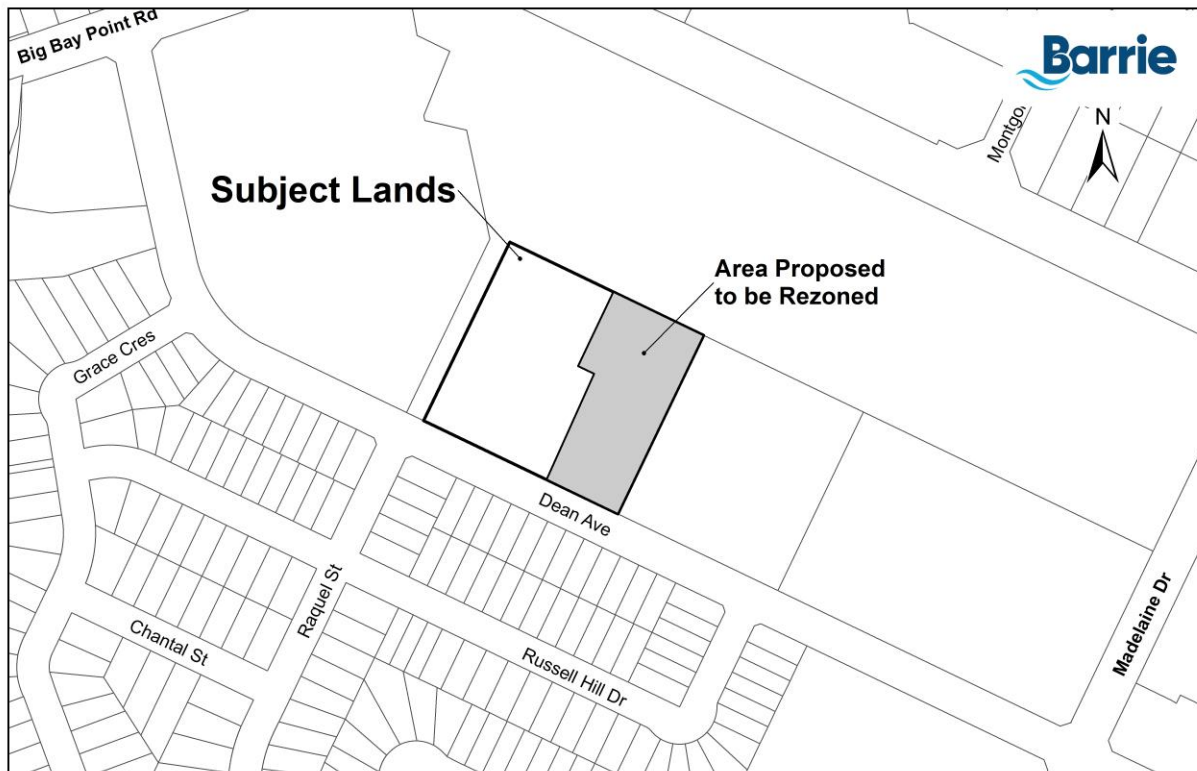 Big Bay Point Rd
Barrie
N
Montgo
Subject Lands
Area Proposed
to be Rezoned
Grace Cres
Dean Ave
Raquel St
Chantal St
Russell Hill Dr
Madelaine Dr